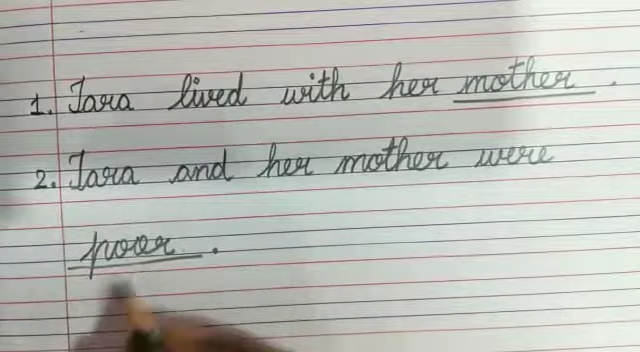 1. Tara lived with her mother.
2. Tara and her mother were
poor.